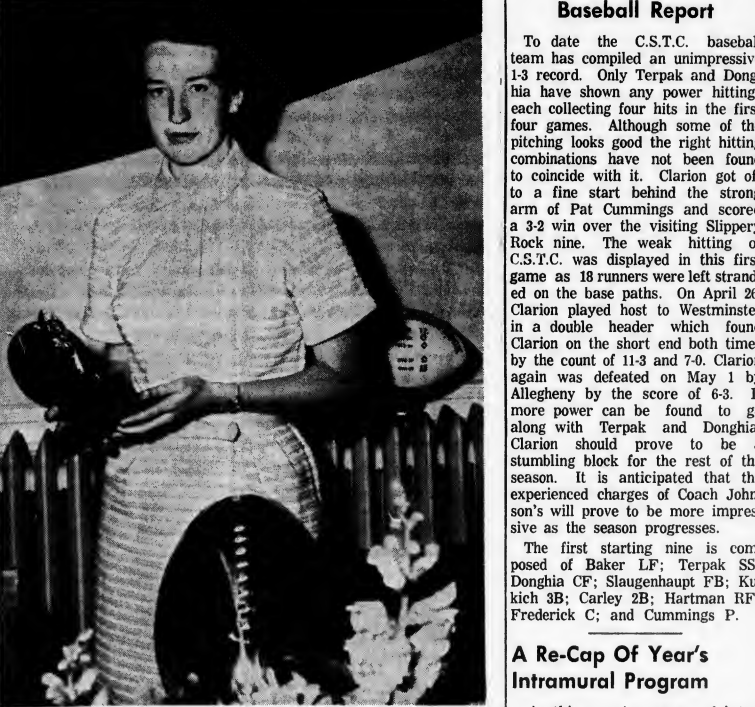 Baseball Report
To date the C.S.T.C. basebal
team has compiled an unimpressiv
1-3 record. Only Terpak and Dong
hia have shown any power hitting
each collecting four hits in the firs
four games. Although some of th
pitching looks good the right hittin
combinations have not been foun
to coincide with it. Clarion got of
to a fine start behind the stron
arm of Pat Cummings and score
a 3-2 win over the visiting Slipper
Rock nine. The weak hitting o
C.S.T.C. was displayed in this firs
game as 18 runners were left strand
ed on the base paths. On April 26
Clarion played host to Westminste
in a double header which foun
Clarion on the short end both time
by the count of 11-3 and 7-0. Clario
again was defeated on May 1 b
Allegheny by the score of 6-3. I
more power can be found to g
along with Terpak and Donghia
Clarion should prove to be
stumbling block for the rest of th
season. It is anticipated that th
experienced charges of Coach John
son's will prove to be more impres
sive as the season progresses.
The first starting nine is com
posed of Baker LF; Terpak SS
Donghia CF; Slaugenhaupt FB; Ku
kich 3B; Carley 2B; Hartman RF
Frederick C; and Cummings P.
A Re-Cap Of Year's
Intramural Program